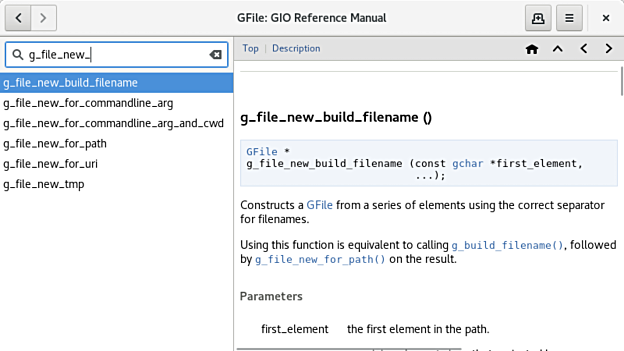 GFile: GIO Reference Manual
g_file_new_
Top | Description
g_file_new_build_filename
g_file_new_for_commandline_arg
g_file_new_for_commandline_arg_and_cwd
g_file_new_for_path
g_file_new_for_uri
g_file_new_tmp
g_file_new_build_filename ()
GFile *
g_file_new_build_filename (const gchar *first_element,
...);
Constructs a GFile from a series of elements using the correct separator
for filenames.
Using this function is equivalent to calling g_build_filename(), followed
by g_file_new_for_path() on the result.
Parameters
first_element the first element in the path.